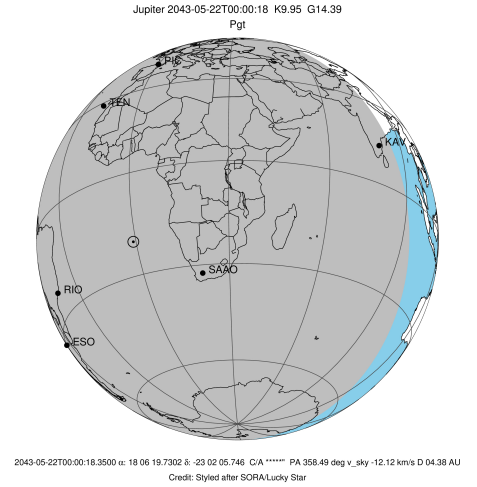 Jupiter 2043-05-22T00:00:18 K9.95 G14.39
Pgt
PIC
TEN
KAV
SAAO
RIO
ESO
2043-05-22T00:00:18.3500 α: 18 06 19.7302 δ: -23 02 05.746 C/A *****" PA 358.49 deg v_sky -12.12 km/s D 04.38 AU
Credit: Styled after SORA/Lucky Star